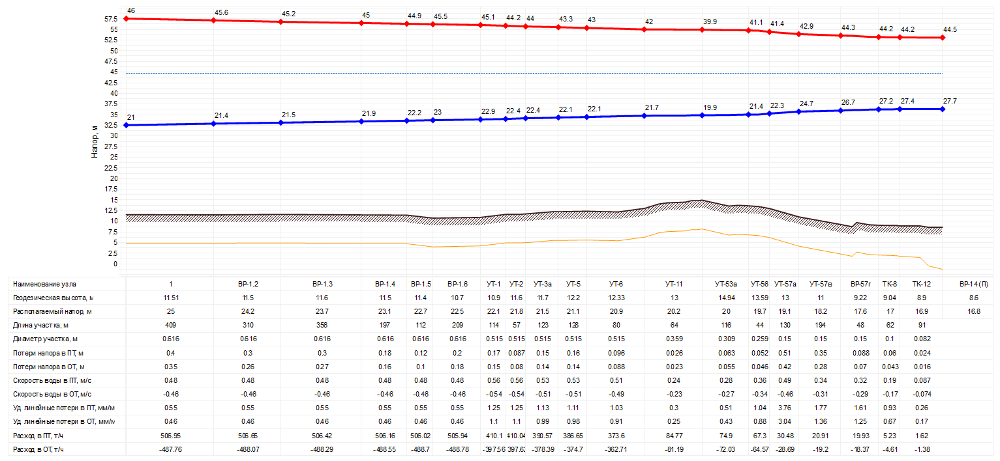 46 45.6 45.2 45 44.9 45.5 45.1 44.2 44 43.3 43 42 39.9 41.1 41.4 42.9 44.3 44.2 44.2 44.5
57.5
55
52.5
50
47.5
45
42.5
40
37.5
35
32.5
30
27.5
25
22.5
20
17.5
15
12.5
10
7.5
5
2.5
0
Напор, м
21 21.4 21.5 21.9 22.2 23 22.9 22.4 22.4 22.1 22.1 21.7 19.9 21.4 22.3 24.7 26.7 27.2 27.4 27.7
Наименование узла 1 ВР-1.2 ВР-1.3 ВР-1.4 ВР-1.5 ВР-1.6 УТ-1 УТ-2 УТ-3а УТ-5 УТ-6 УТ-11 УТ-53а УТ-56 УТ-57а УТ-57в ВР-57г ТК-8 ТК-12 ВР-14 (П)
Геодезическая высота, м 11.51 11.5 11.6 11.5 11.4 10.7 10.9 11.6 11.7 12.2 12.33 13 14.94 13.59 13 11 9.22 9.04 8.9 8.6
Располагаемый напор, м 25 24.2 23.7 23.1 22.7 22.5 22.1 21.8 21.5 21.1 20.9 20.2 20 19.7 19.1 18.2 17.6 17 16.9 16.8
Длина участка, м 409 310 356 197 112 209 114 57 123 128 80 64 116 44 130 194 48 62 91
Диаметр участка, м 0.616 0.616 0.616 0.616 0.616 0.616 0.515 0.515 0.515 0.515 0.515 0.359 0.309 0.259 0.15 0.15 0.15 0.1 0.082
Потери напора в ПТ, м 0.4 0.3 0.3 0.18 0.12 0.2 0.17 0.087 0.15 0.16 0.096 0.026 0.063 0.052 0.51 0.35 0.088 0.06 0.024
Потери напора в ОТ, м 0.35 0.26 0.27 0.16 0.1 0.18 0.15 0.08 0.14 0.14 0.088 0.023 0.055 0.046 0.42 0.28 0.07 0.043 0.016
Скорость воды в ПТ, м/с 0.48 0.48 0.48 0.48 0.48 0.48 0.56 0.56 0.53 0.53 0.51 0.24 0.28 0.36 0.49 0.34 0.32 0.19 0.087
Скорость воды в ОТ, м/с -0.46 -0.46 -0.46 -0.46 -0.46 -0.46 -0.54 -0.54 -0.51 -0.51 -0.49 -0.23 -0.27 -0.34 -0.46 -0.31 -0.29 -0.17 -0.074
Уд линейные потери в ПТ, мм/м 0.55 0.55 0.55 0.55 0.55 0.55 1.25 1.25 1.13 1.11 1.03 0.3 0.51 1.04 3.76 1.77 1.61 0.93 0.26
Уд линейные потери в ОТ, мм/м 0.46 0.46 0.46 0.46 0.46 0.46 1.1 1.1 0.99 0.98 0.91 0.25 0.43 0.88 3.04 1.36 1.25 0.67 0.17
Расход в ПТ, т/ч 506.95 506.65 506.42 506.16 506.02 505.94 410.1 410.04 390.57 386.65 373.6 84.77 74.9 67.3 30.48 20.91 19.93 5.23 1.62
Расход в ОТ, т/ч -487.76 -488.07 -488.29 -488.55 -488.7 -488.78 -397.56 397.62 -378.39 -374.7 -362.71 -81.19 -72.03 -64.57 -28.69 -19.2 -18.37 -4.61 -1.38